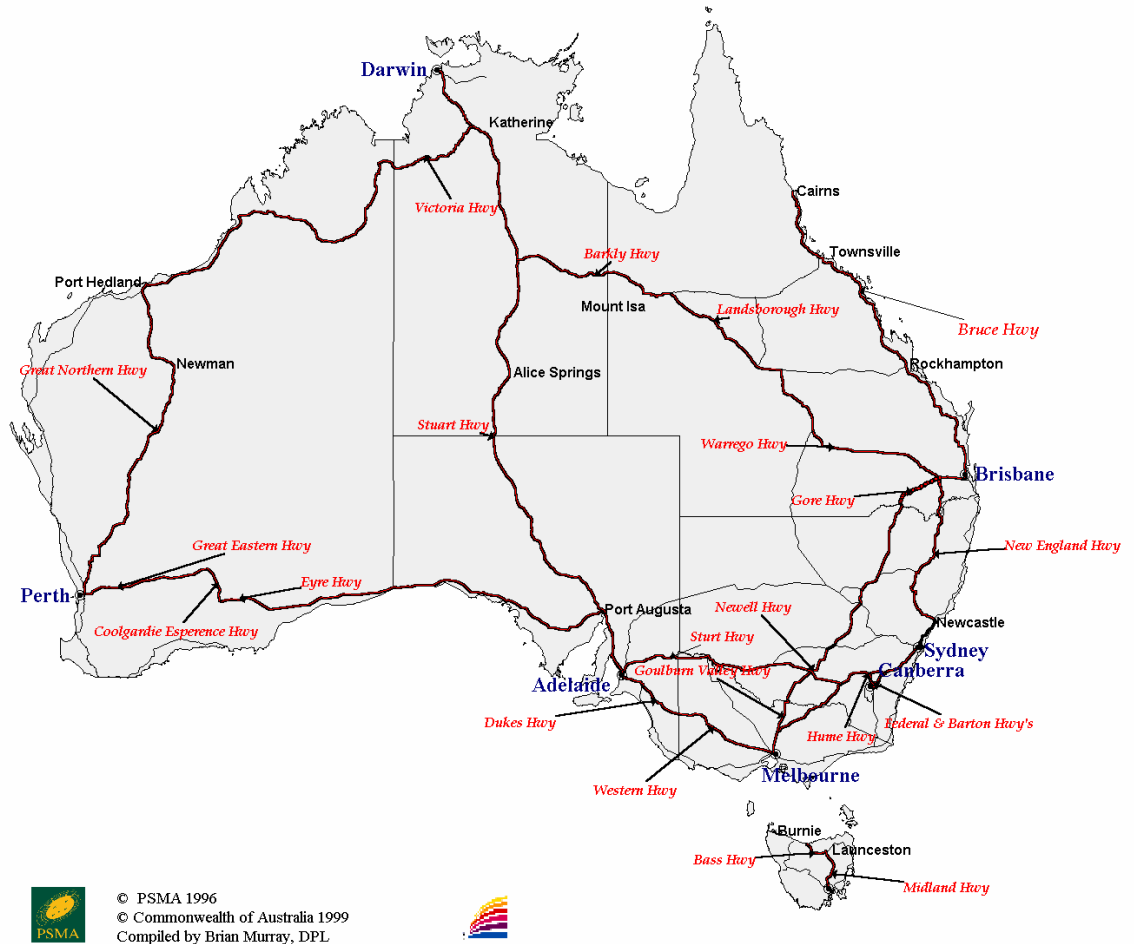 Darwin
Katherine
Cairns
Victoria Hwy
Townsville
Barkly Hwy
Port Hedland
Mount Isa
Landsborough Hwy
Bruce Hwy
Newman
Great Northern Hwy
Alice Springs
Rockhampton
Stuart Hwy
Warrego Hwy
Brisbane
Gore Hwy
Great Eastern Hwy
New England Hwy
Perth
Eyre Hwy
Port Augusta
Newell Hwy
Newcastle
Coolgardie Esperence Hwy
Sturt Hwy
Sydney
Goulburn Valley Hwy
Canberra
Adelaide
Dukes Hwy
Federal & Barton Hwy's
Hume Hwy
Melbourne
Western Hwy
Burnie
Launceston
Bass Hwy
Midland Hwy
PSMA
© PSMA 1996
© Commonwealth of Australia 1999
Compiled by Brian Murray, DPL